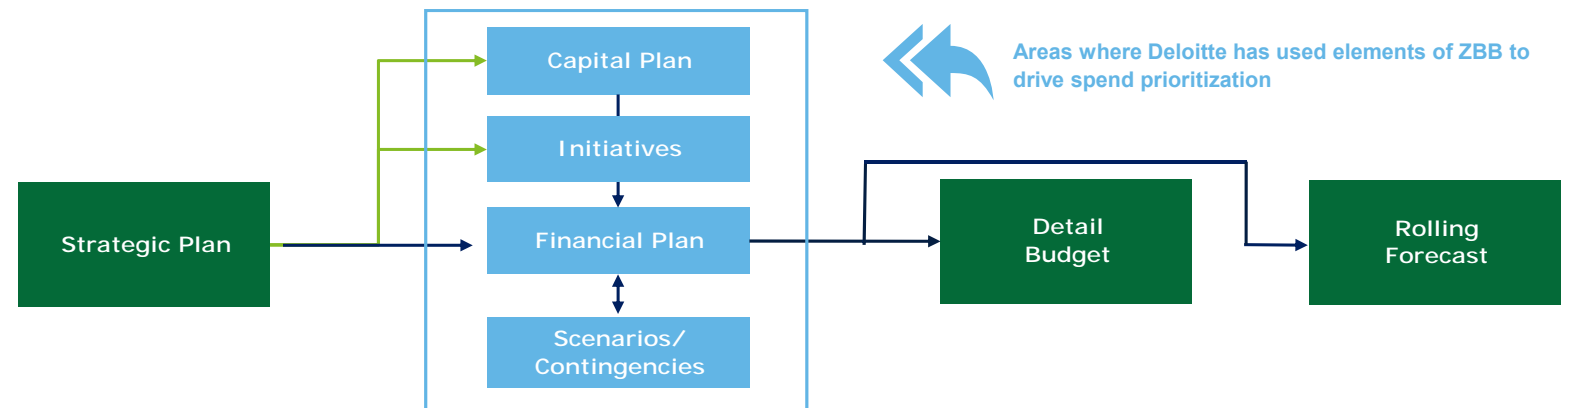 Capital Plan
Areas where Deloitte has used elements of ZBB to
drive spend prioritization
Initiatives
Strategic Plan
Financial Plan
Detail
Budget
Rolling
Forecast
Scenarios/
Contingencies